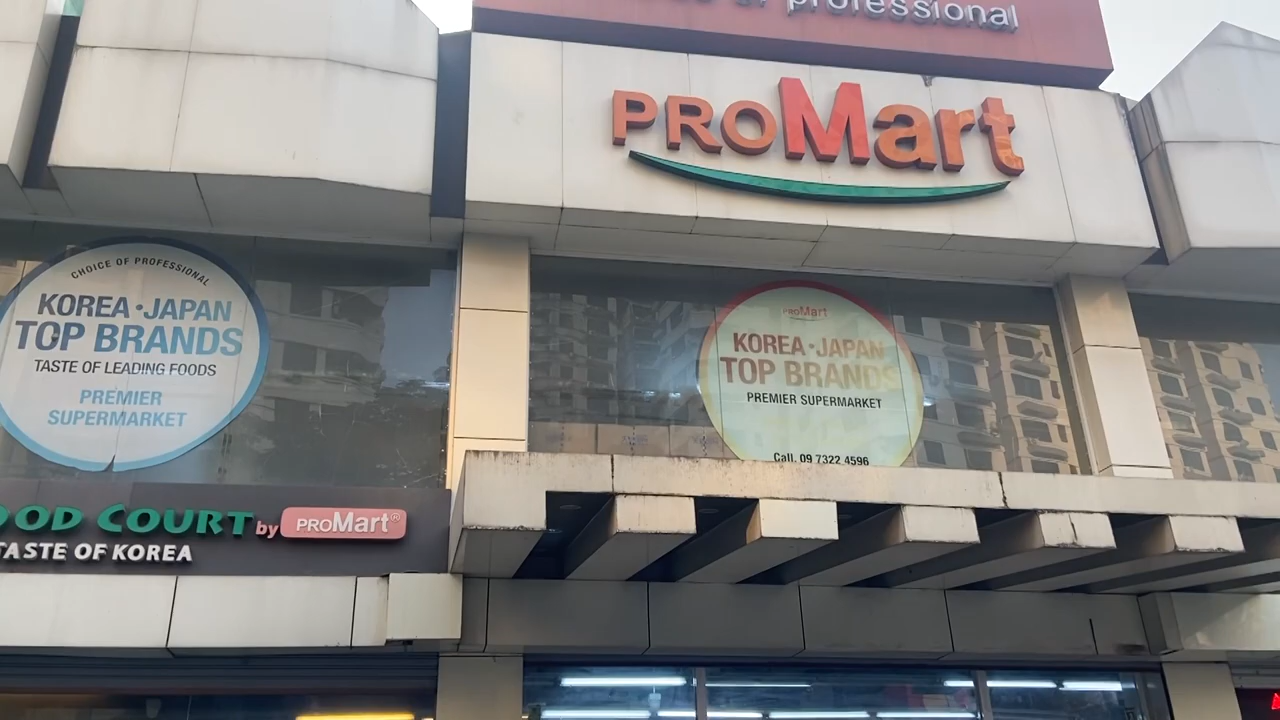 professional
PROMart
CHOICE OF PROFESSIONAL
KOREA · JAPAN
TOP BRANDS
TASTE OF LEADING FOODS
PREMIER
SUPERMARKET
PROMart
KOREA · JAPAN
TOP BRANDS
PREMIER SUPERMARKET
Call. 09 7322 4596
COURT by PROMart®
TASTE OF KOREA